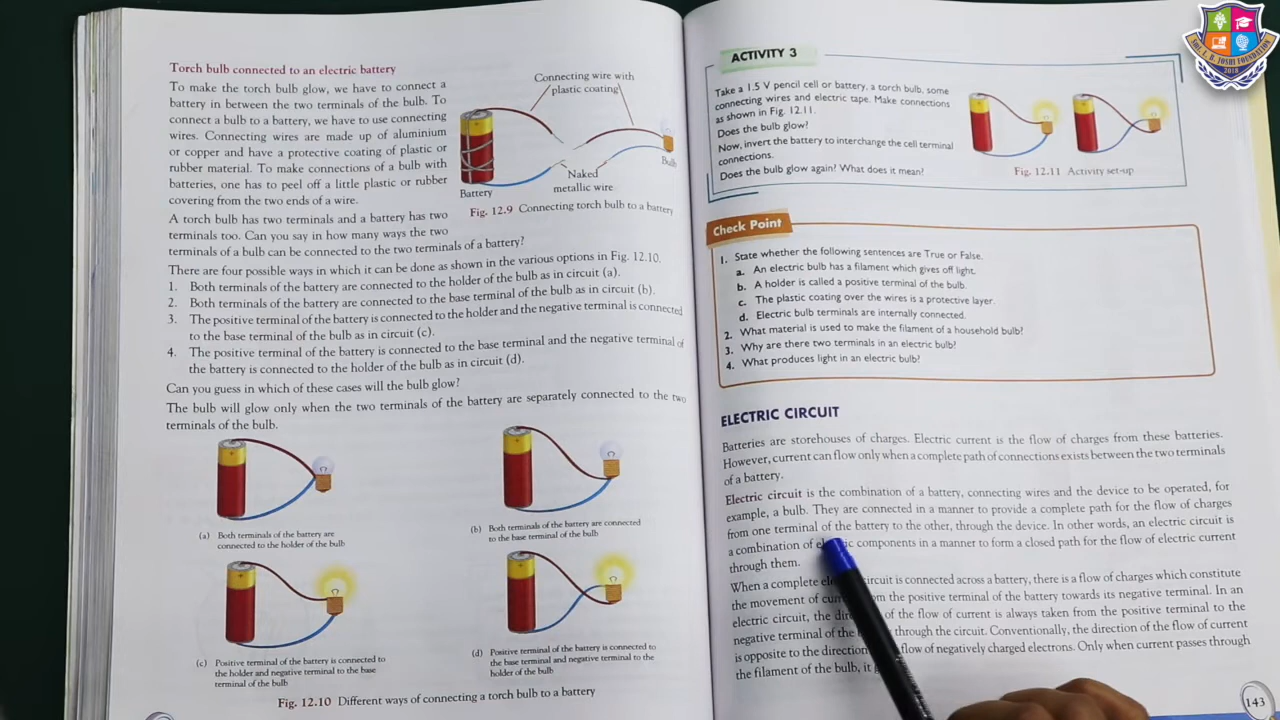 Torch bulb connected to an electric battery
To make the torch bulb glow, we have to connect a
battery in between the two terminals of the bulb. To
connect a bulb to a battery, we have to use connecting
wires. Connecting wires are made up of aluminium
or copper and have a protective coating of plastic or
rubber material. To make connections of a bulb with
batteries, one has to peel off a little plastic or rubber
covering from the two ends of a wire.
A torch bulb has two terminals and a battery has two
terminals too. Can you say in how many ways the two
terminals of a bulb can be connected to the two terminals of a battery?
Connecting wire with
plastic coating
Bulb
Naked
metallic wire
Battery
Fig. 12.9 Connecting torch bulb to a battery
There are four possible ways in which it can be done as shown in the various options in Fig. 12.10.
1. Both terminals of the battery are connected to the holder of the bulb as in circuit (a).
2. Both terminals of the battery are connected to the base terminal of the bulb as in circuit (b).
3. The positive terminal of the battery is connected to the holder and the negative terminal is connected
to the base terminal of the bulb as in circuit (c).
4. The positive terminal of the battery is connected to the base terminal and the negative terminal of
the battery is connected to the holder of the bulb as in circuit (d).
Can you guess in which of these cases will the bulb glow?
The bulb will glow only when the two terminals of the battery are separately connected to the two
terminals of the bulb.
(a) Both terminals of the battery are
connected to the holder of the bulb
(b) Both terminals of the battery are connected
to the base terminal of the bulb
(c) Positive terminal of the battery is connected to
the holder and negative terminal to the base
terminal of the bulb
(d) Positive terminal of the battery is connected to
the base terminal and negative terminal to the
holder of the bulb
Fig. 12.10 Different ways of connecting a torch bulb to a battery
ACTIVITY 3
Take a 1.5 V pencil cell or battery, a torch bulb, some
connecting wires and electric tape. Make connections
as shown in Fig. 12.11.
Does the bulb glow?
Now, invert the battery to interchange the cell terminal
connections.
Does the bulb glow again? What does it mean?
Fig. 12.11 Activity set-up
Check Point
1. State whether the following sentences are True or False.
a. An electric bulb has a filament which gives off light.
b. A holder is called a positive terminal of the bulb.
c. The plastic coating over the wires is a protective layer.
d. Electric bulb terminals are internally connected.
2. What material is used to make the filament of a household bulb?
3. Why are there two terminals in an electric bulb?
4. What produces light in an electric bulb?
ELECTRIC CIRCUIT
Batteries are storehouses of charges. Electric current is the flow of charges from these batteries.
However, current can flow only when a complete path of connections exists between the two terminals
of a battery.
Electric circuit is the combination of a battery, connecting wires and the device to be operated, for
example, a bulb. They are connected in a manner to provide a complete path for the flow of charges
from one terminal of the battery to the other, through the device. In other words, an electric circuit is
a combination of electric components in a manner to form a closed path for the flow of electric current
through them.
When a complete circuit is connected across a battery, there is a flow of charges which constitute
the movement of from the positive terminal of the battery towards its negative terminal. In an
electric circuit, the of the flow of current is always taken from the positive terminal to the
negative terminal of the through the circuit. Conventionally, the direction of the flow of current
is opposite to the direction flow of negatively charged electrons. Only when current passes through
the filament of the bulb, it
143
SHRI. L. B. JOSHI FOUNDATION
2018